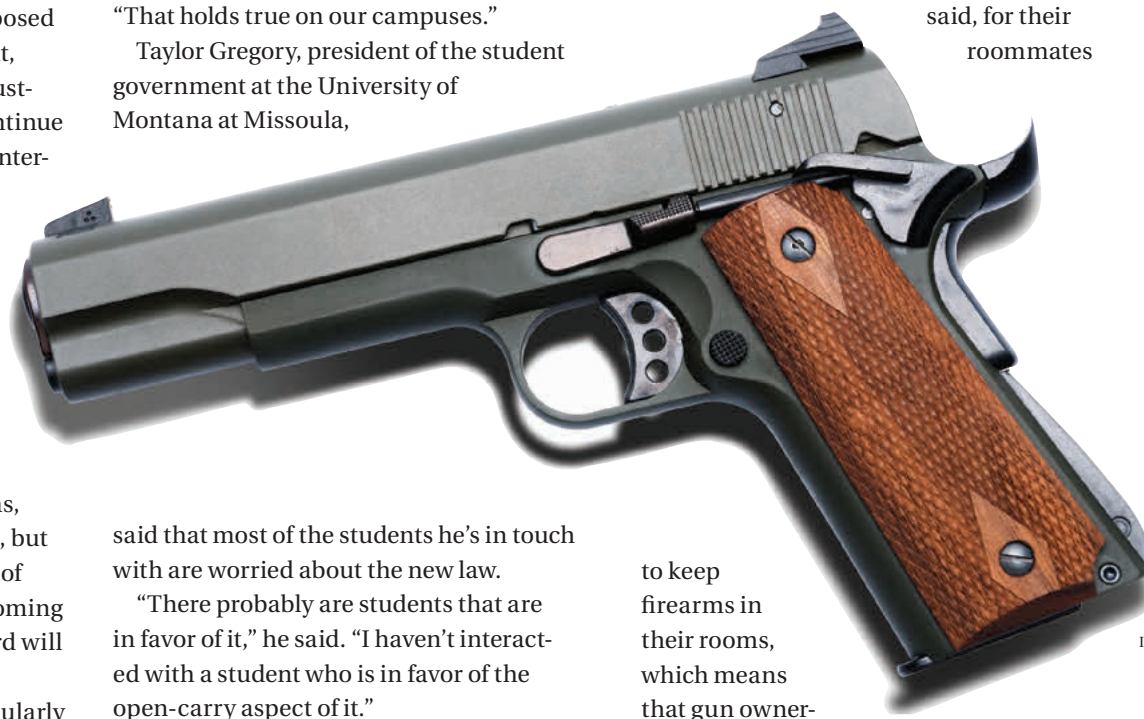 posed
t,
ust-
ntinue
nter-
s,
, but
of
oming
rd will
ularly
“That holds true on our campuses.”
Taylor Gregory, president of the student
government at the University of
Montana at Missoula,
said that most of the students he’s in touch
with are worried about the new law.
“There probably are students that are
in favor of it,” he said. “I haven’t interact-
ed with a student who is in favor of the
open-carry aspect of it.”
to keep
firearms in
their rooms,
which means
that gun owner-
said, for their
roommates